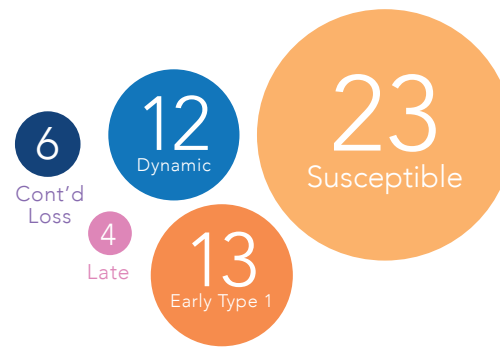 23
Susceptible
12
Dynamic
6
Cont'd
Loss
4
Late
13
Early Type 1